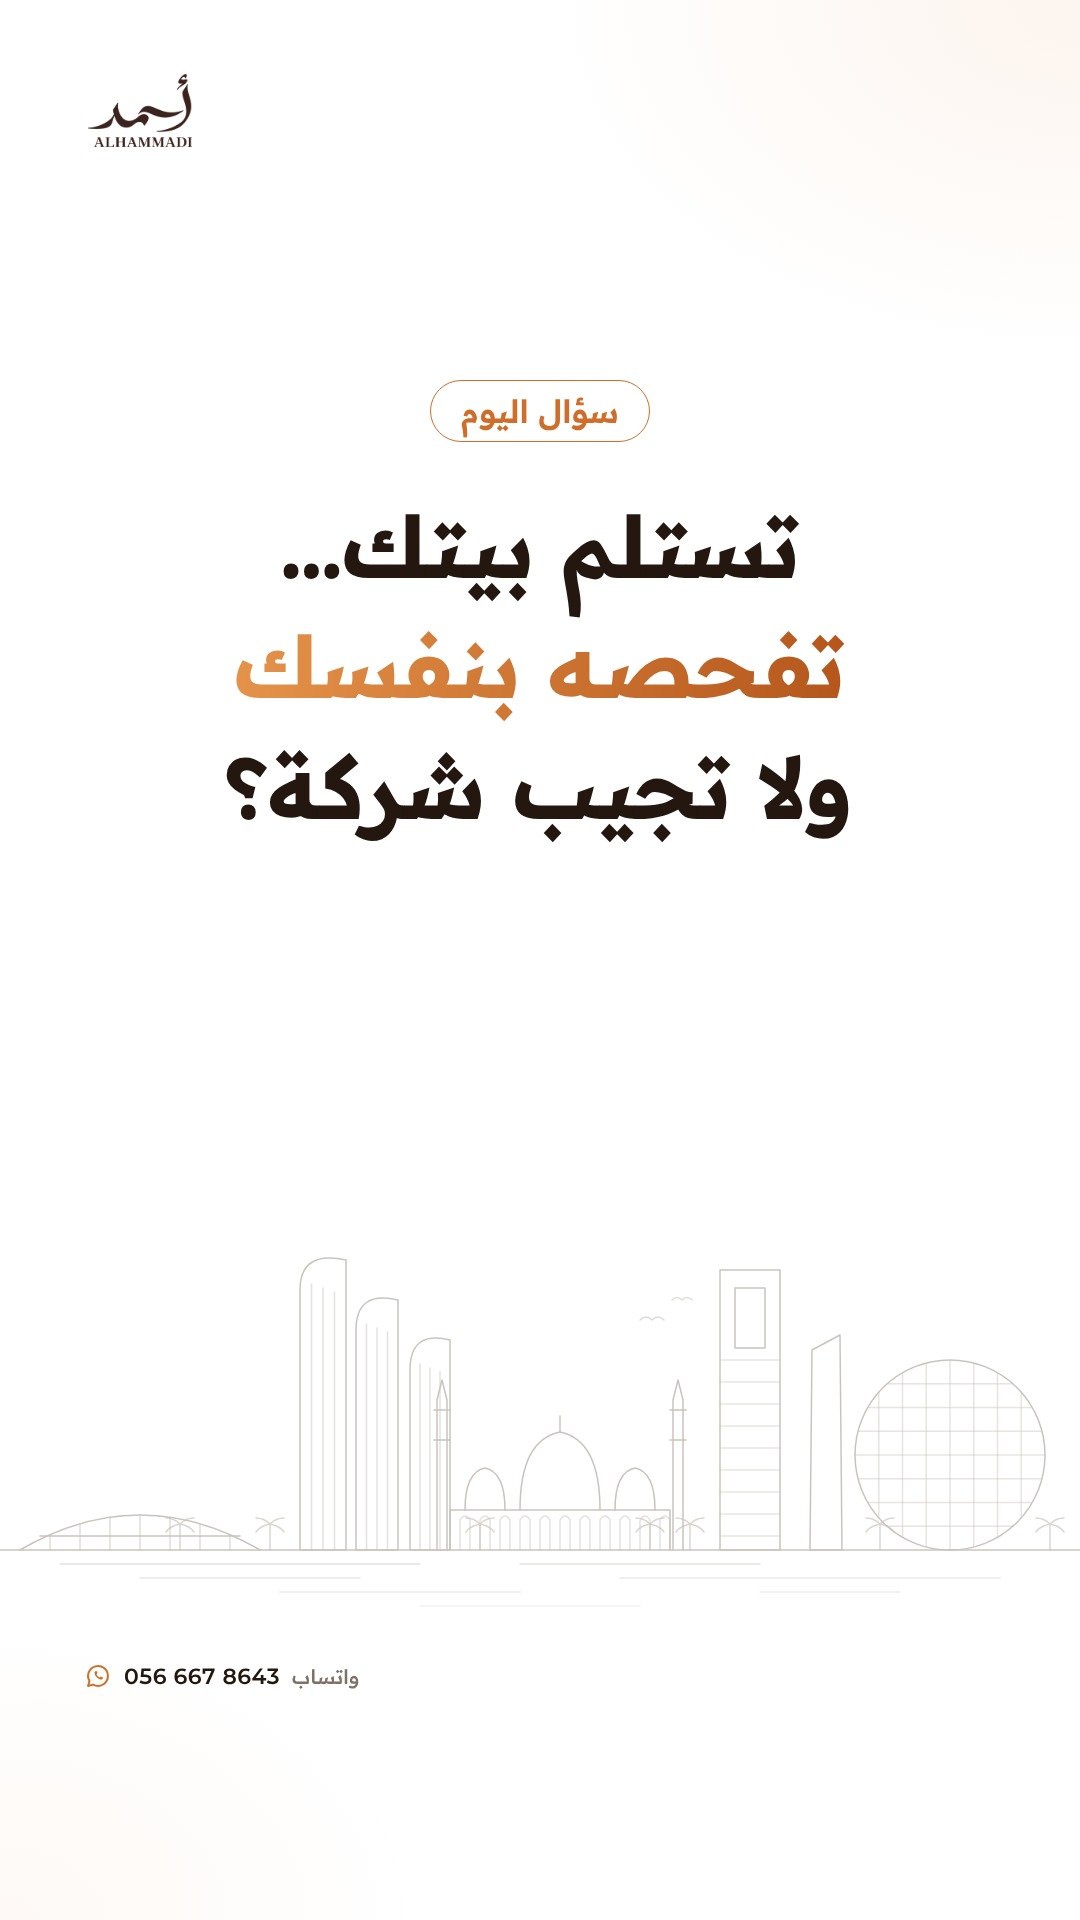 أحمد
ALHAMMADI
سؤال اليوم
تستلم بيتك...
تفحصه بنفسك
ولا تجيب شركة؟
056 667 8643 واتساب